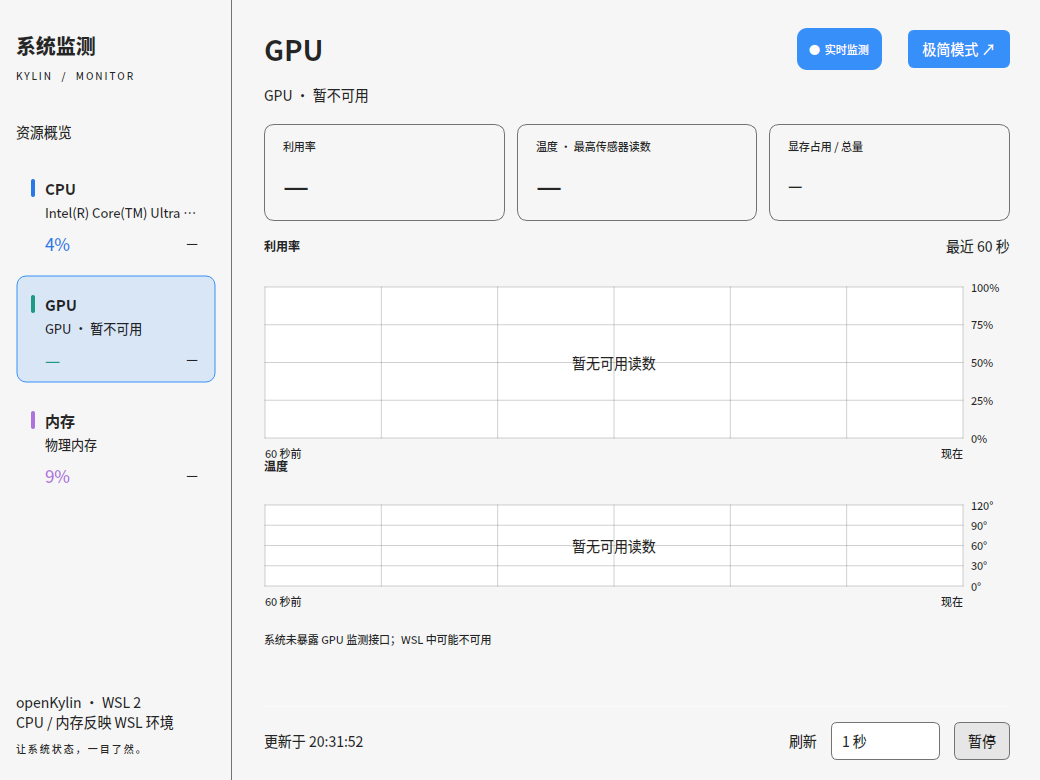 系统监测
KYLIN / MONITOR
资源概览
CPU
Intel(R) Core(TM) Ultra ···
4% —
GPU
GPU · 暂不可用
— —
内存
物理内存
9% —
openKylin · WSL 2
CPU / 内存反映 WSL 环境
让系统状态，一目了然。
GPU
● 实时监测
极简模式 ↗
GPU · 暂不可用
利用率
—
温度 · 最高传感器读数
—
显存占用 / 总量
—
利用率
最近 60 秒
100%
75%
暂无可用读数
50%
25%
0%
60 秒前
现在
温度
120°
90°
暂无可用读数
60°
30°
0°
60 秒前
现在
系统未暴露 GPU 监测接口；WSL 中可能不可用
更新于 20:31:52
刷新
1 秒
暂停